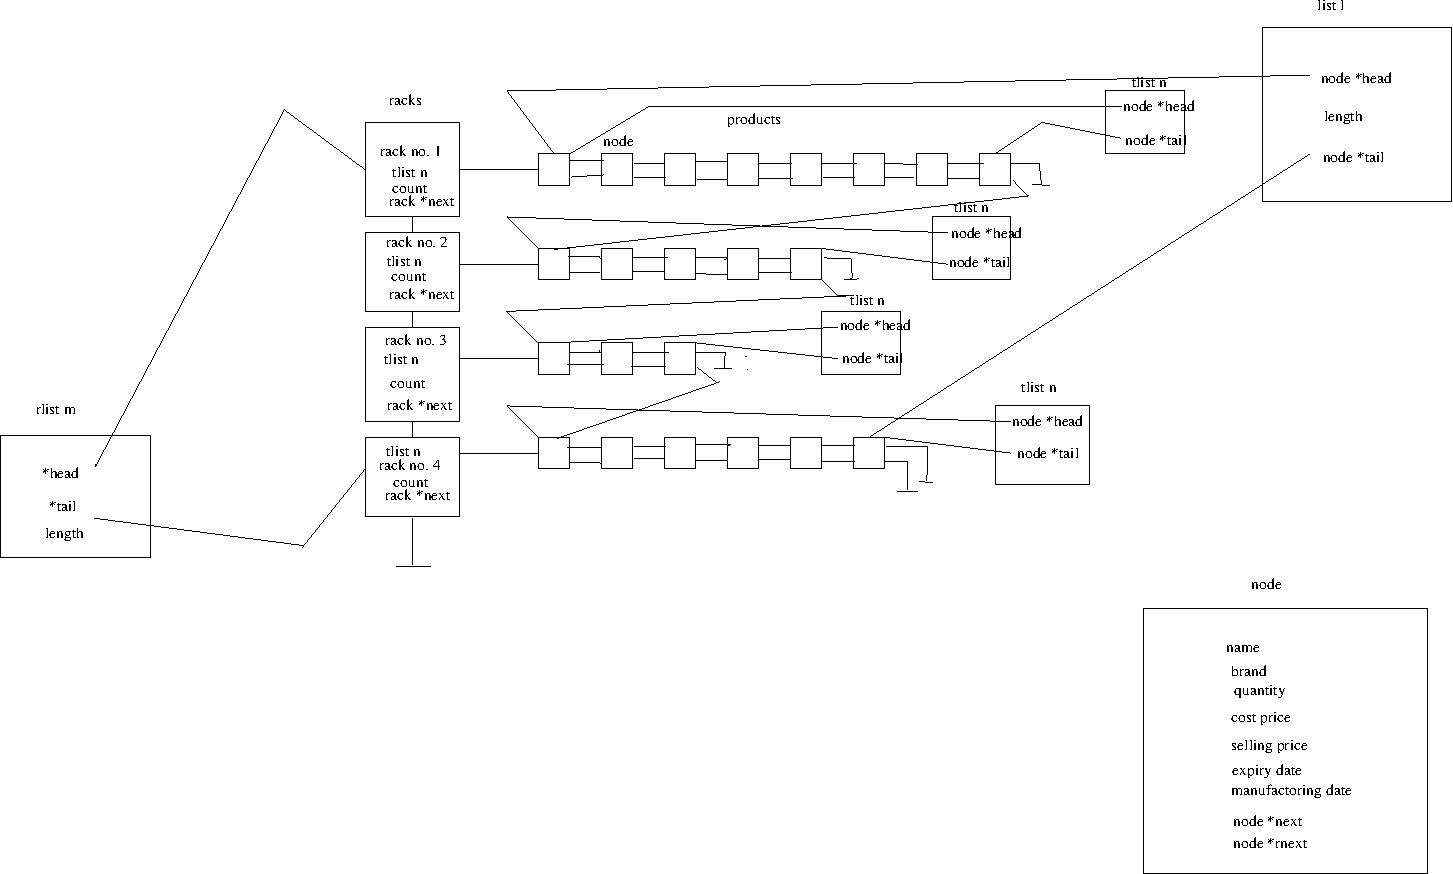 list l
node *head
length
node *tail
racks
rack no. 1
tlist n
count
rack *next
rack no. 2
tlist n
count
rack *next
rack no. 3
tlist n
count
rack *next
tlist n
rack no. 4
count
rack *next
products
node
tlist n
node *head
node *tail
tlist n
node *head
node *tail
tlist n
node *head
node *tail
tlist n
node *head
node *tail
rlist m
*head
*tail
length
node
name
brand
quantity
cost price
selling price
expiry date
manufactoring date
node *next
node *rnext